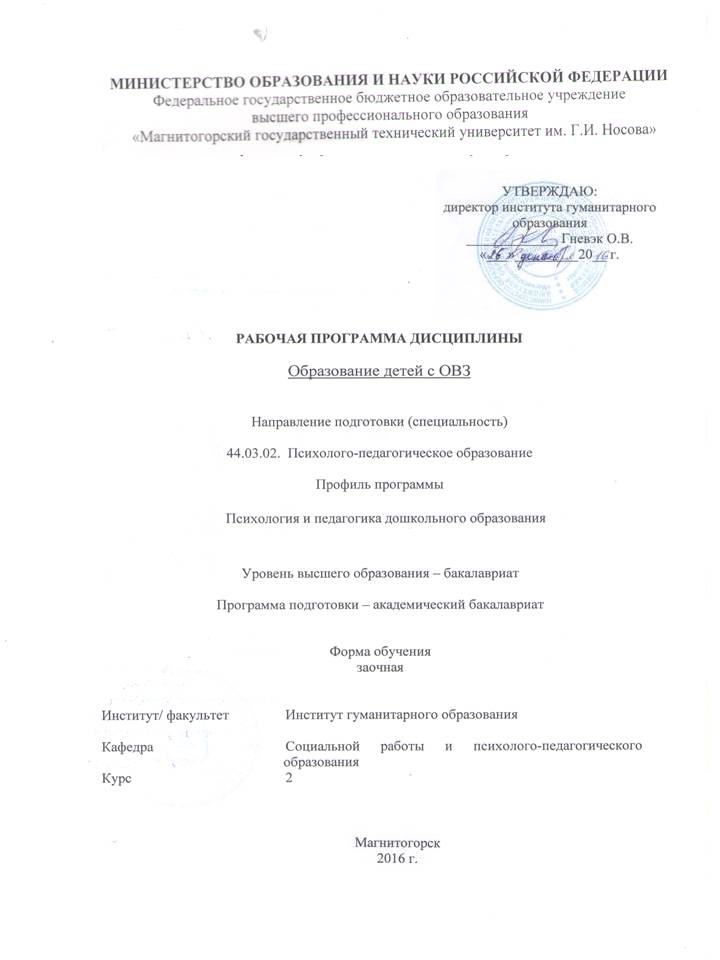 МИНИСТЕРСТВО ОБРАЗОВАНИЯ И НАУКИ РОССИЙСКОЙ ФЕДЕРАЦИИ
Федеральное государственное бюджетное образовательное учреждение
высшего профессионального образования
«Магнитогорский государственный технический университет им. Г.И. Носова»
УТВЕРЖДАЮ:
директор института гуманитарного
образования
Гневэк О.В.
«26» декабря 2016 г.
РАБОЧАЯ ПРОГРАММА ДИСЦИПЛИНЫ
Образование детей с ОВЗ
Направление подготовки (специальность)
44.03.02. Психолого-педагогическое образование
Профиль программы
Психология и педагогика дошкольного образования
Уровень высшего образования – бакалавриат
Программа подготовки – академический бакалавриат
Форма обучения
заочная
Институт/ факультет Институт гуманитарного образования
Кафедра Социальной работы и психолого-педагогического
образования
Курс 2
Магнитогорск
2016 г.